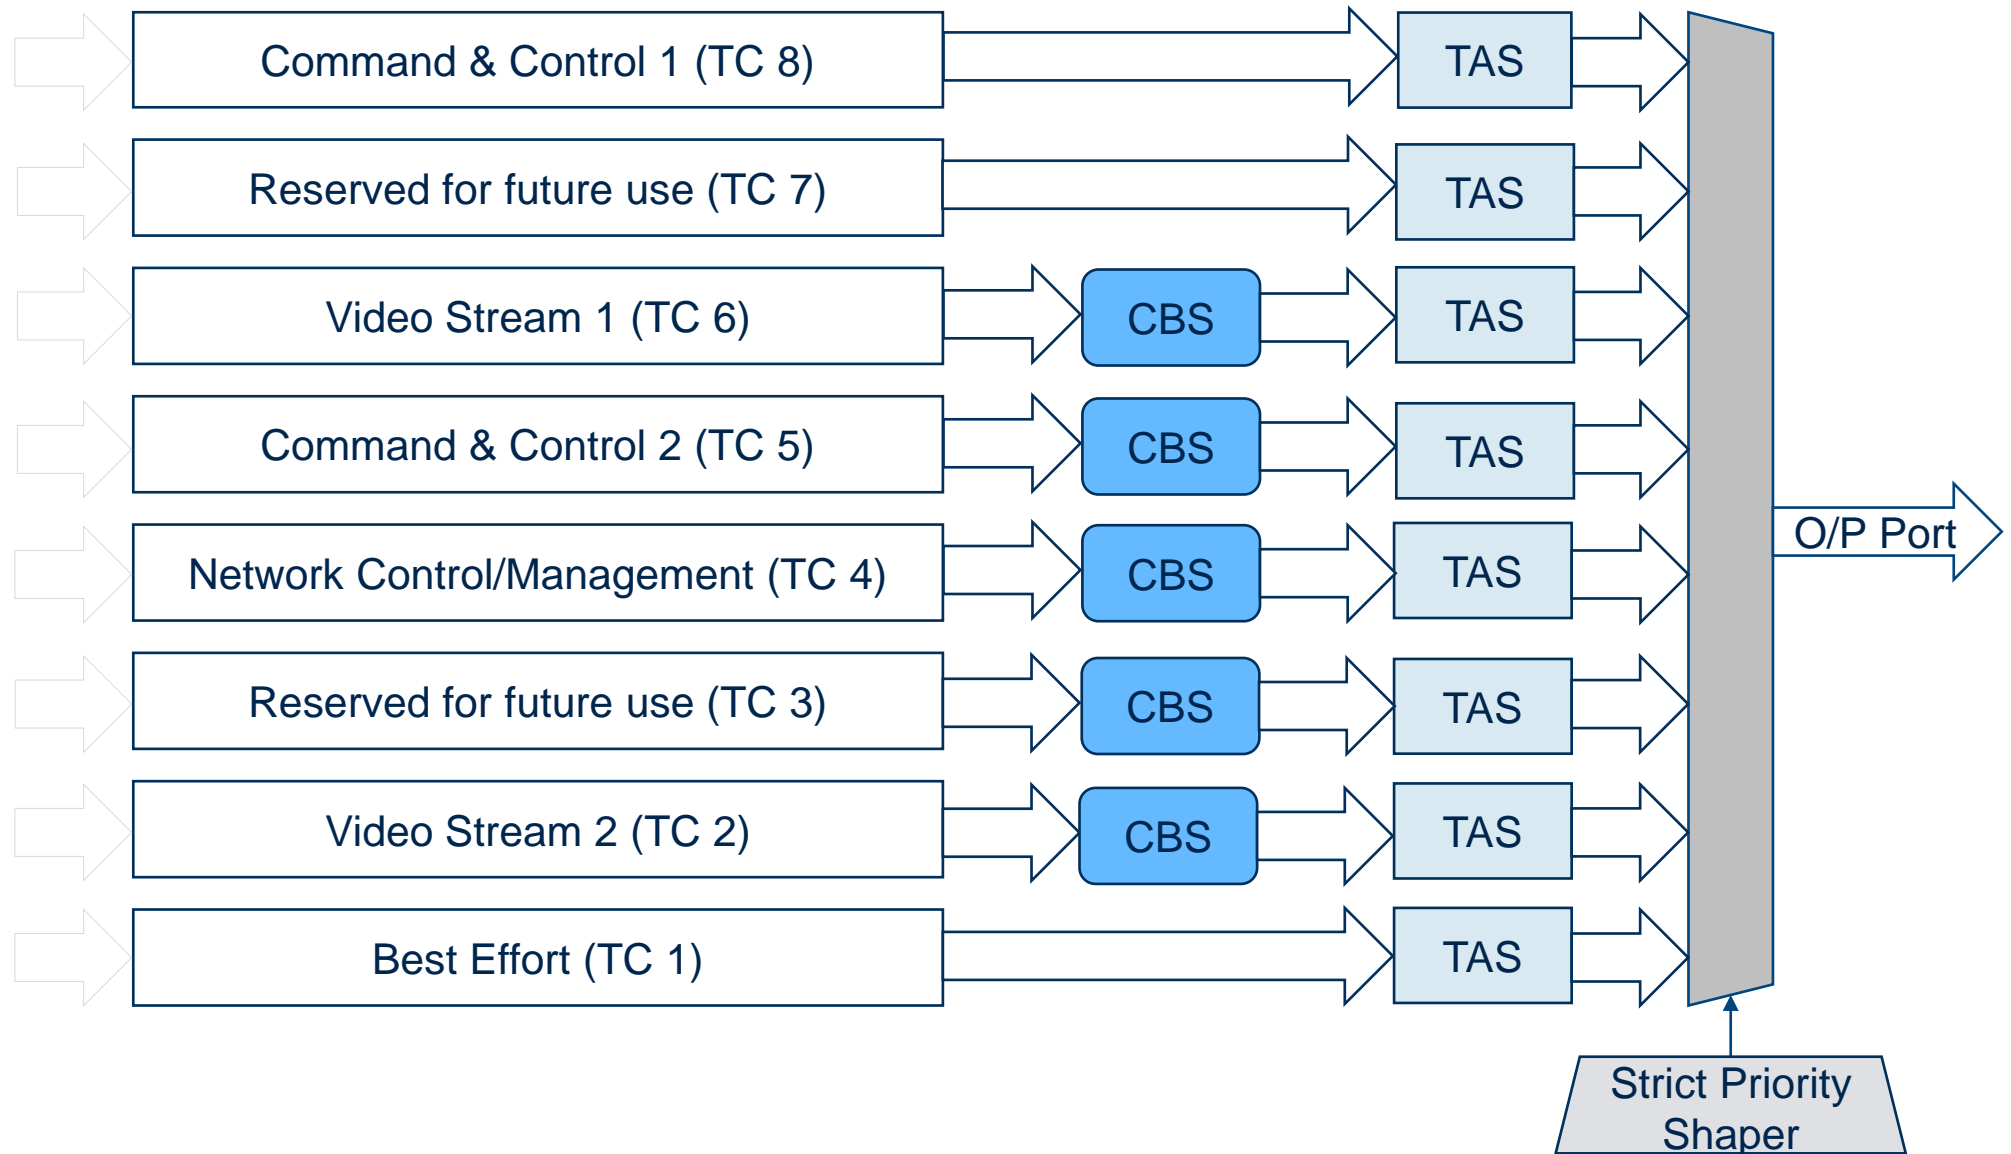 Command & Control 1 (TC 8)
TAS
Reserved for future use (TC 7)
TAS
Video Stream 1 (TC 6)
CBS
TAS
Command & Control 2 (TC 5)
CBS
TAS
Network Control/Management (TC 4)
CBS
TAS
O/P Port
Reserved for future use (TC 3)
CBS
TAS
Video Stream 2 (TC 2)
CBS
TAS
Best Effort (TC 1)
TAS
Strict Priority
Shaper